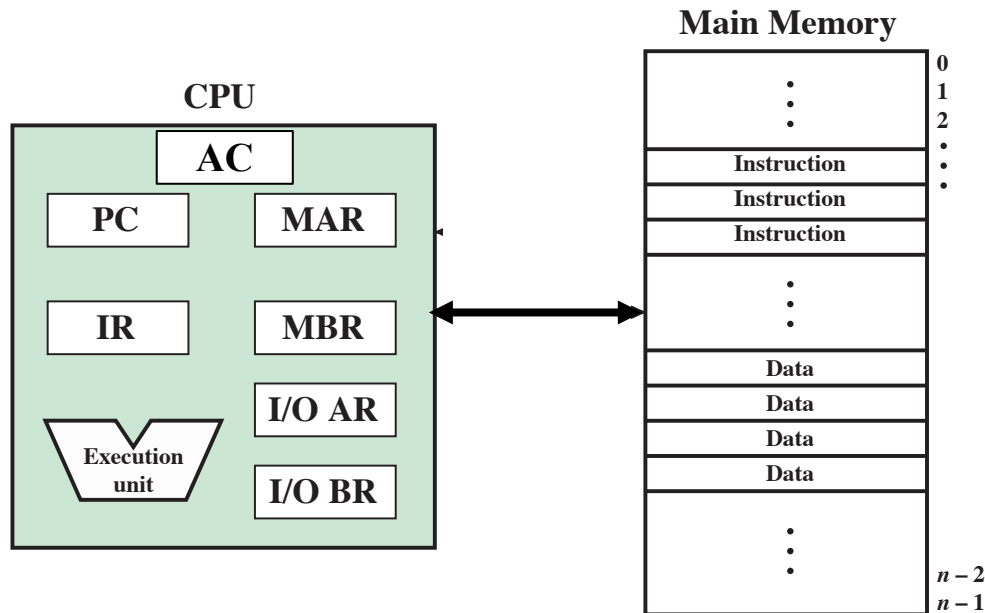 Main Memory
CPU
AC
PC
MAR
IR
MBR
I/O AR
Execution
unit
I/O BR
0
1
2
•
•
•
•
•
•
Instruction
Instruction
Instruction
•
•
•
Data
Data
Data
Data
•
•
•
n – 2
n – 1